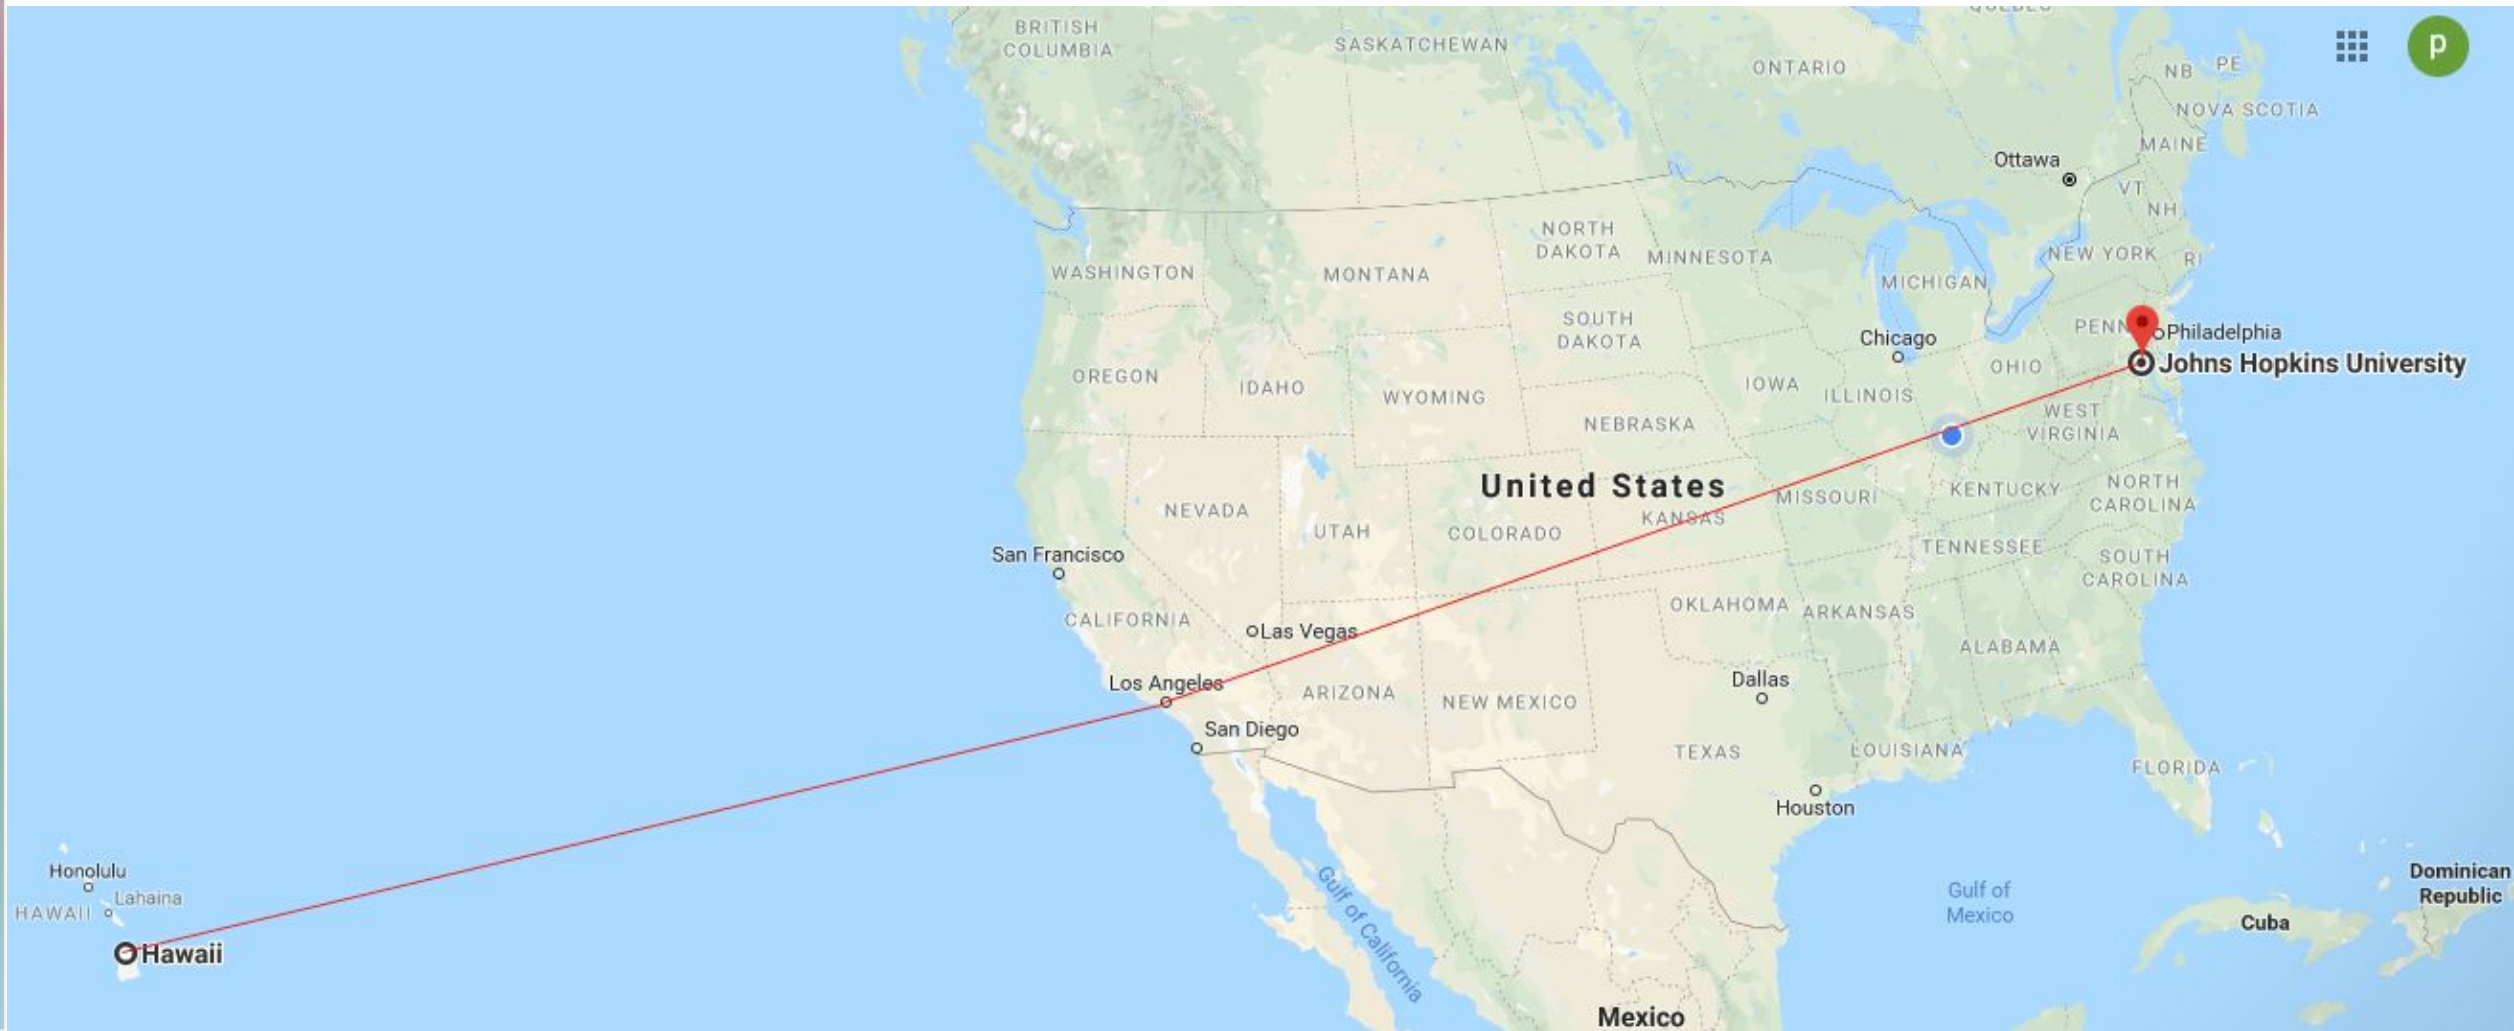 QUEBEC
BRITISH
COLUMBIA
SASKATCHEWAN
ONTARIO
p
NB
PE
NOVA SCOTIA
MAINE
Ottawa
VT
NH
NORTH
DAKOTA
MINNESOTA
NEW YORK
RI
WASHINGTON
MONTANA
MICHIGAN
SOUTH
DAKOTA
Chicago
PENN
Philadelphia
Johns Hopkins University
OREGON
IDAHO
WYOMING
IOWA
ILLINOIS
OHIO
NEBRASKA
WEST
VIRGINIA
United States
NEVADA
UTAH
COLORADO
KANSAS
MISSOURI
KENTUCKY
NORTH
CAROLINA
San Francisco
TENNESSEE
SOUTH
CAROLINA
CALIFORNIA
Las Vegas
OKLAHOMA
ARKANSAS
ALABAMA
Los Angeles
ARIZONA
NEW MEXICO
Dallas
San Diego
TEXAS
LOUISIANA
FLORIDA
Houston
Honolulu
Lahaina
HAWAII
Hawaii
Gulf of California
Gulf of
Mexico
Dominican
Republic
Cuba
Mexico